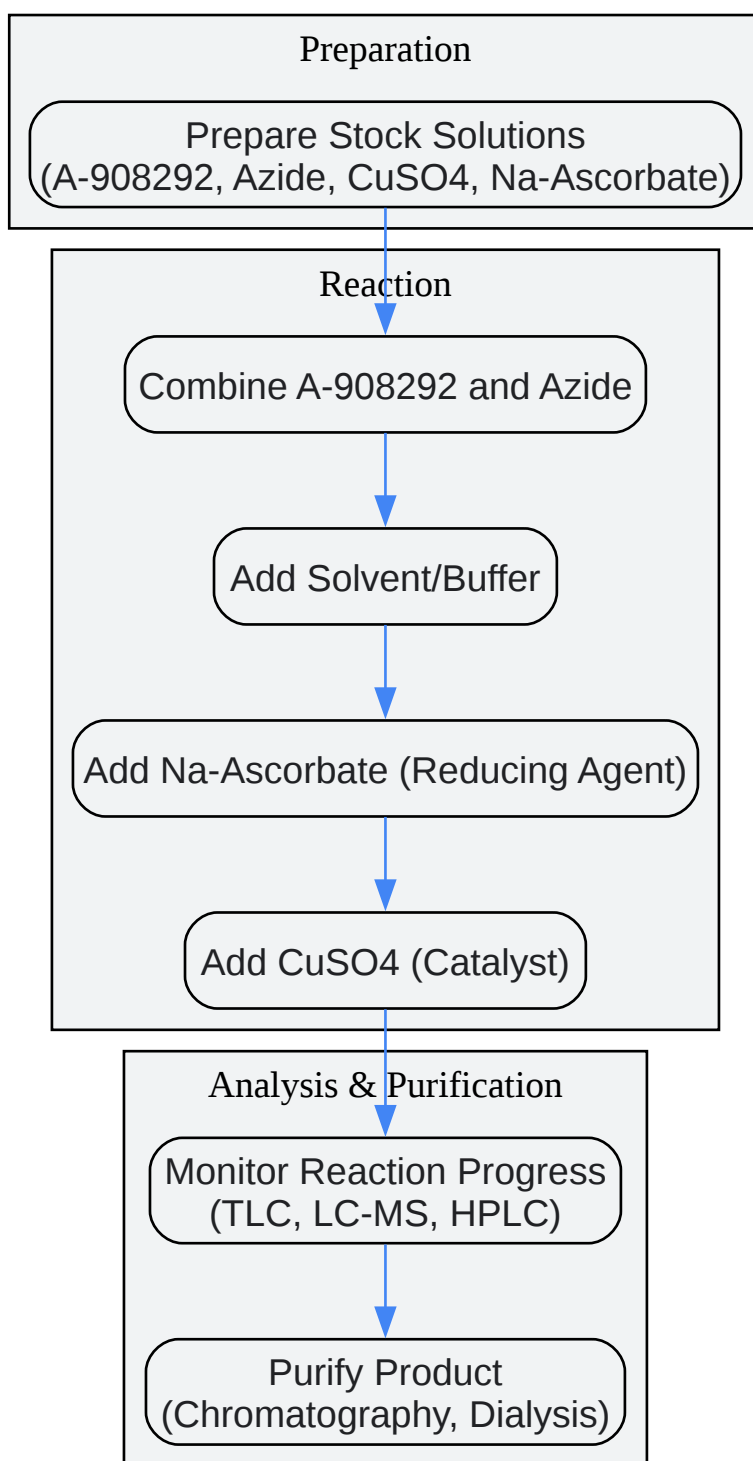 Preparation
Prepare Stock Solutions
(A-908292, Azide, CuSO4, Na-Ascorbate)
Reaction
Combine A-908292 and Azide
Add Solvent/Buffer
Add Na-Ascorbate (Reducing Agent)
Add CuSO4 (Catalyst)
Analysis & Purification
Monitor Reaction Progress
(TLC, LC-MS, HPLC)
Purify Product
(Chromatography, Dialysis)